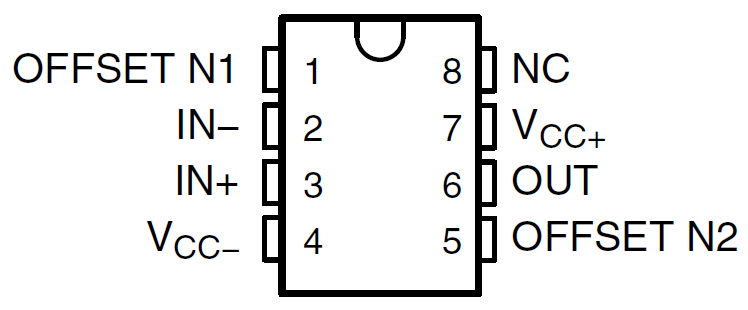 OFFSET N1 1 8 NC
IN− 2 7 VCC+
IN+ 3 6 OUT
VCC− 4 5 OFFSET N2